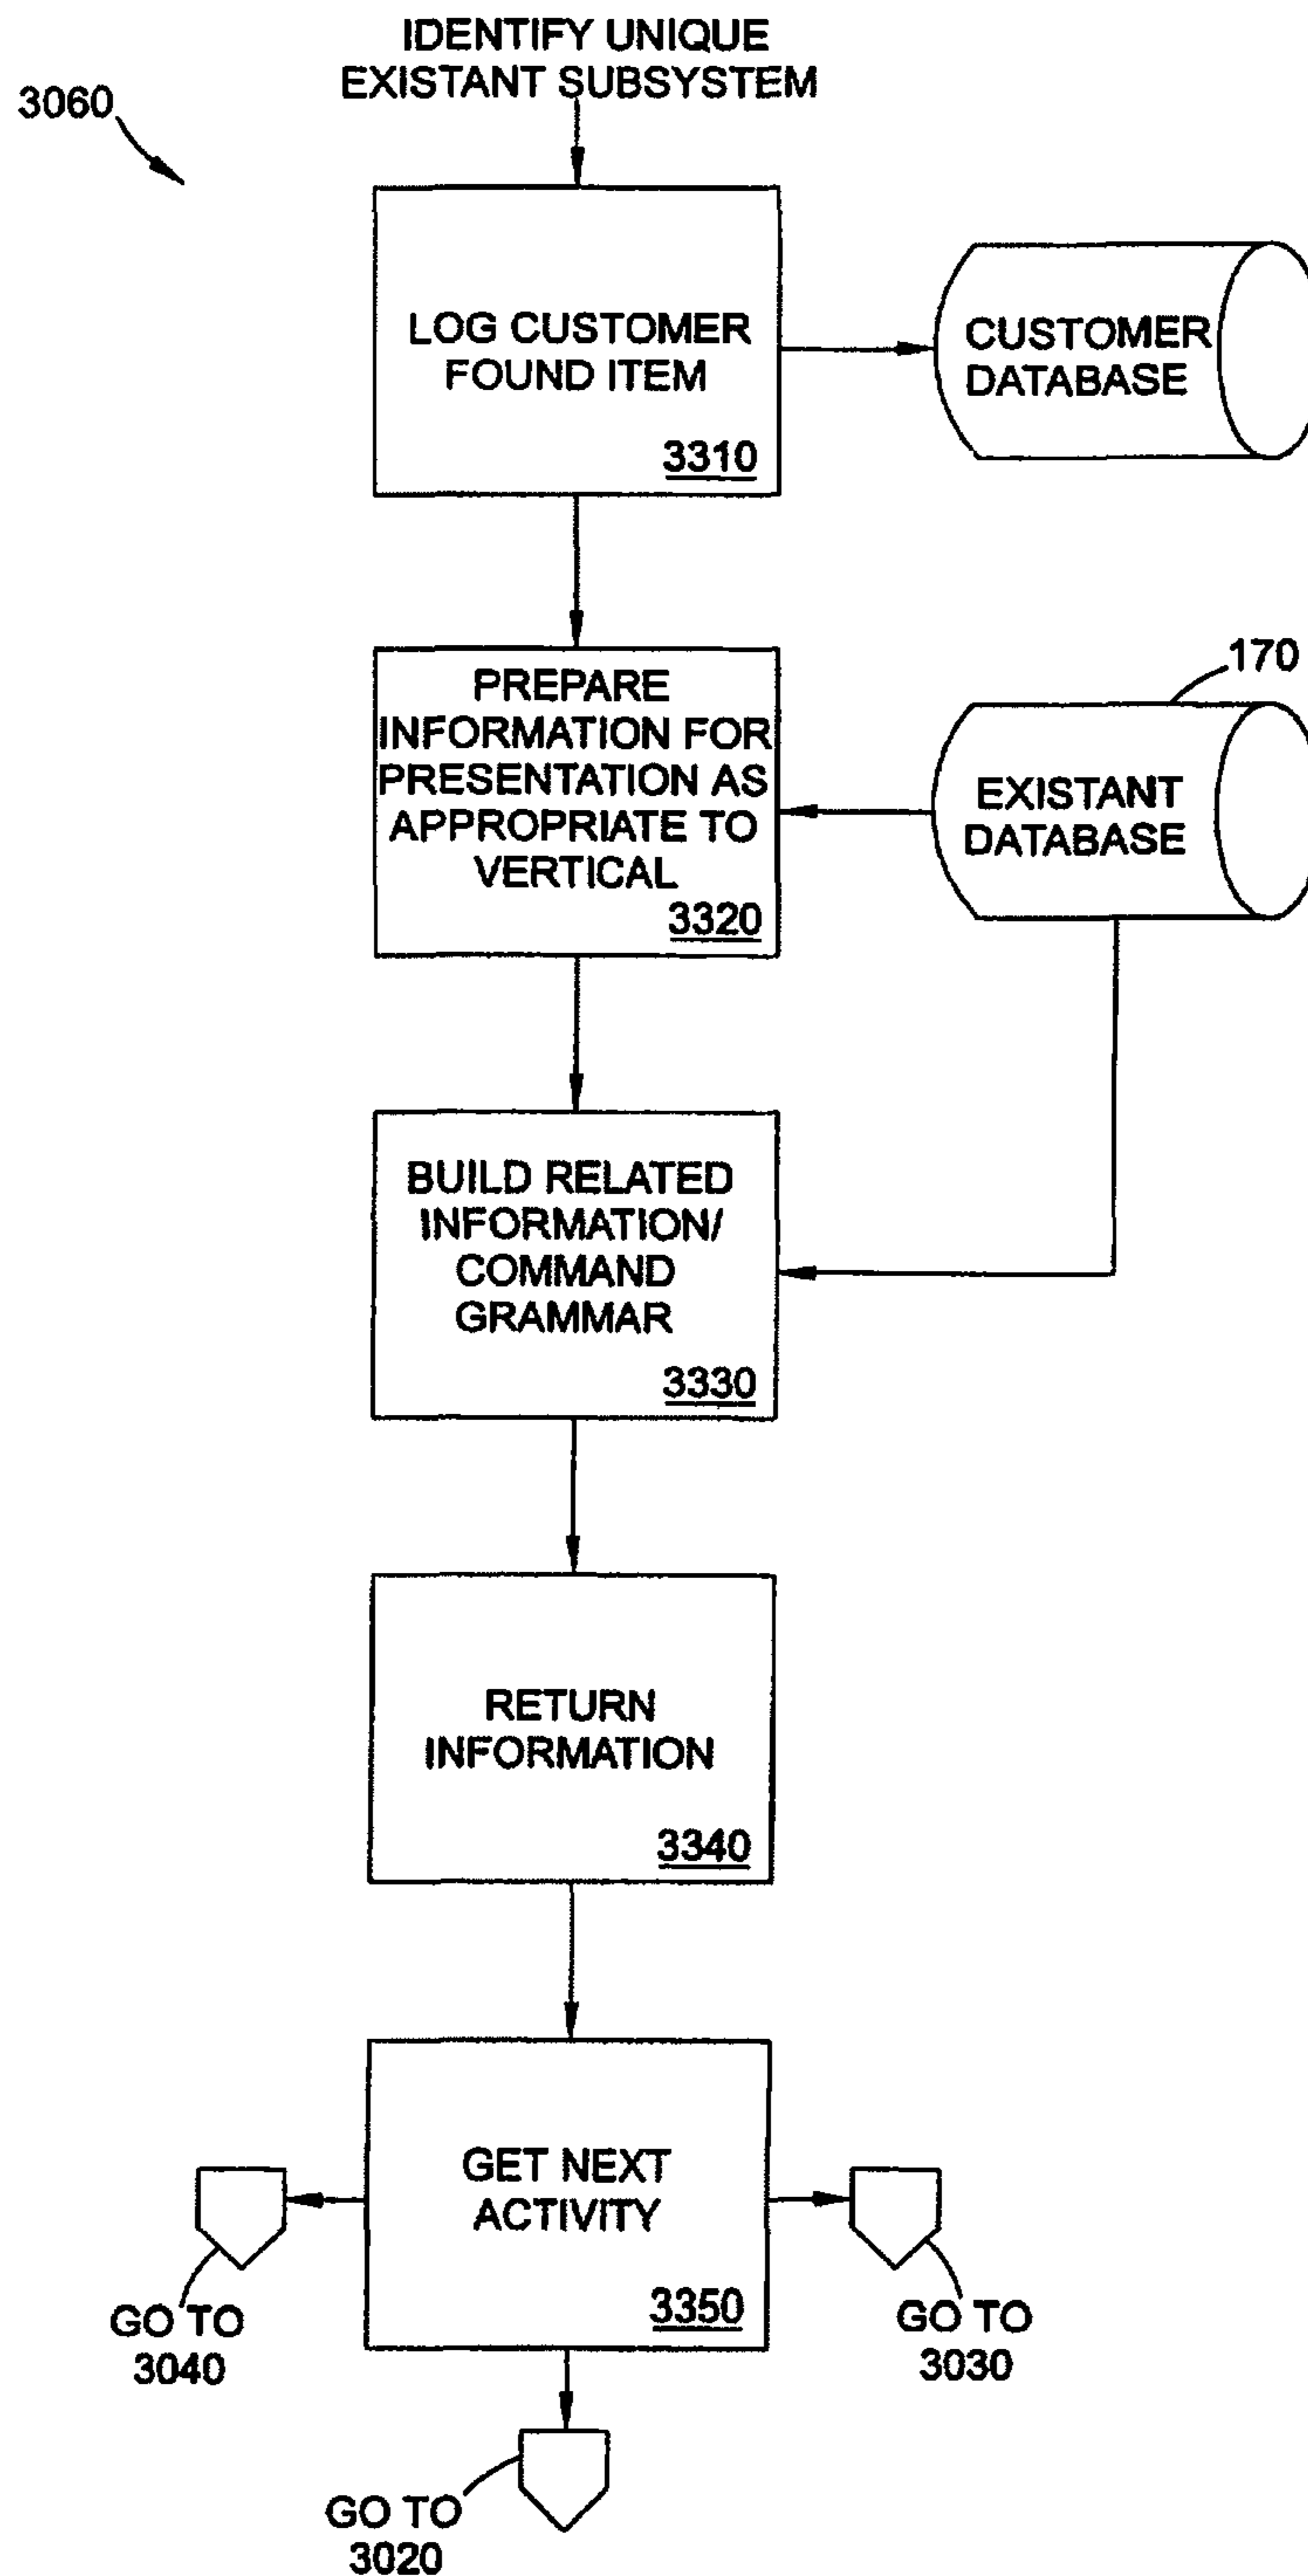 IDENTIFY UNIQUE
EXISTANT SUBSYSTEM
3060
LOG CUSTOMER
FOUND ITEM
3310
CUSTOMER
DATABASE
PREPARE
INFORMATION FOR
PRESENTATION AS
APPROPRIATE TO
VERTICAL
3320
170
EXISTANT
DATABASE
BUILD RELATED
INFORMATION/
COMMAND
GRAMMAR
3330
RETURN
INFORMATION
3340
GET NEXT
ACTIVITY
3350
GO TO
3040
GO TO
3030
GO TO
3020